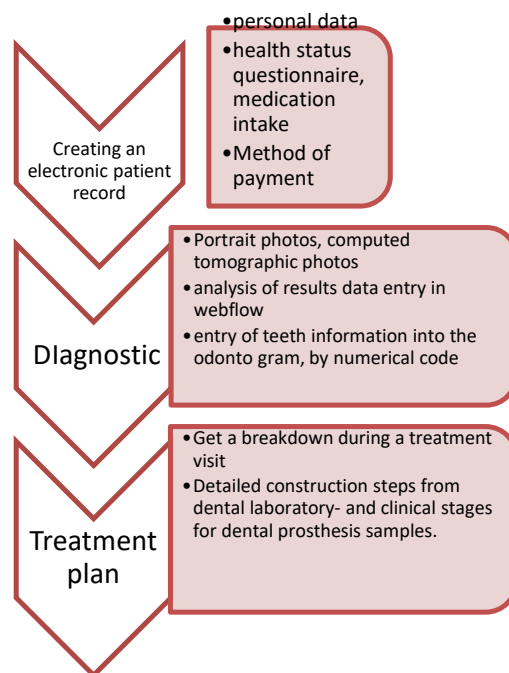 Creating an
electronic patient
record
•personal data
•health status
questionnaire,
medication
intake
•Method of
payment
DIagnostic
•Portrait photos, computed
tomographic photos
•analysis of results data entry in
webflow
•entry of teeth information into the
odonto gram, by numerical code
Treatment
plan
•Get a breakdown during a treatment
visit
•Detailed construction steps from
dental laboratory- and clinical stages
for dental prosthesis samples.